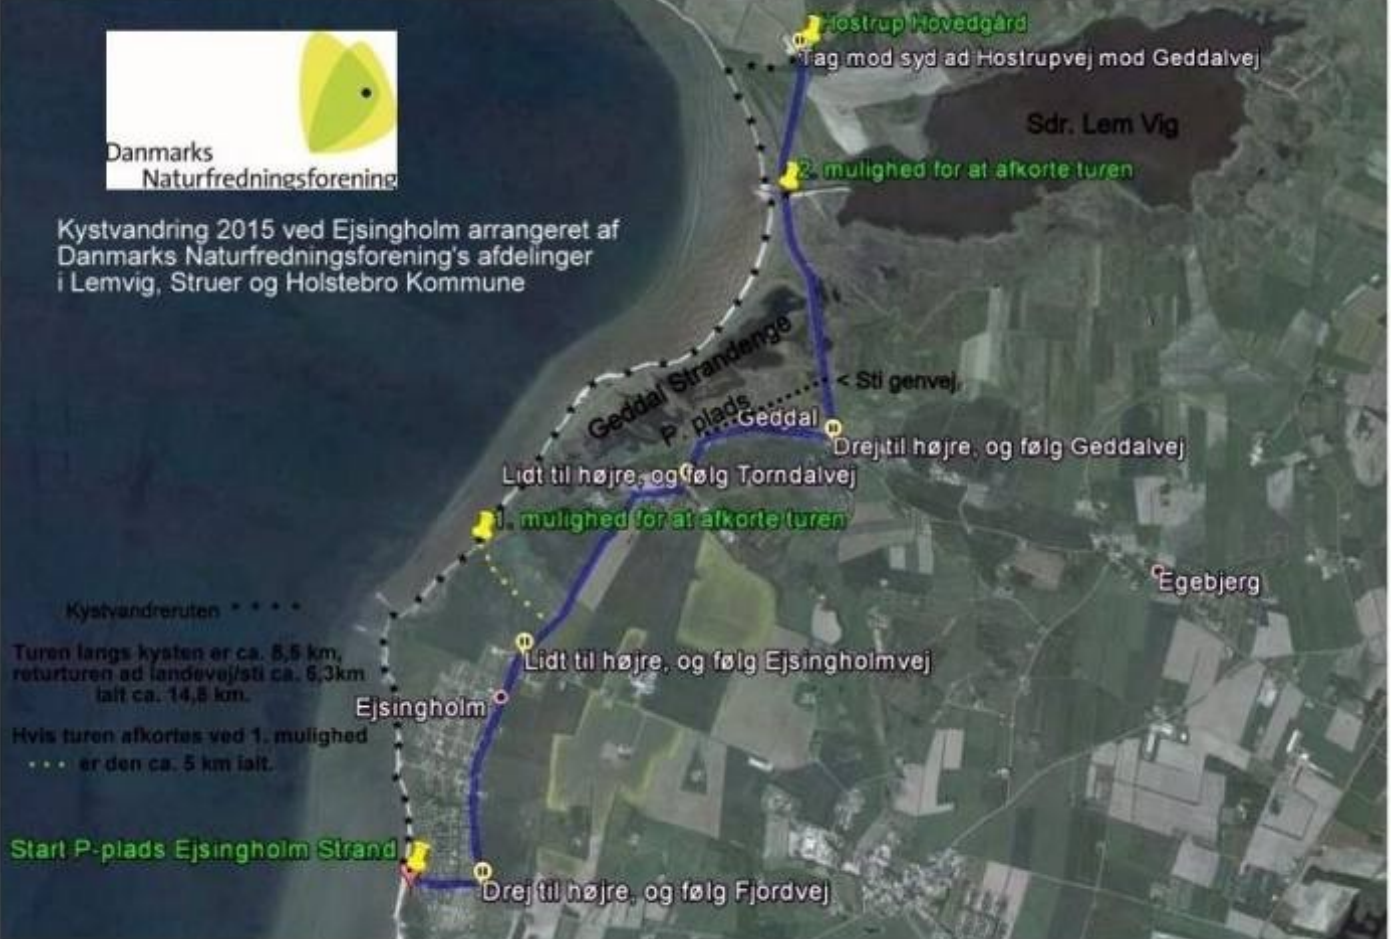 Danmarks
Naturfredningsforening
Kystvandring 2015 ved Ejsingholm arrangeret af
Danmarks Naturfredningsforening's afdelinger
i Lemvig, Struer og Holstebro Kommune
Hostrup Hovedgård
Tag mod syd ad Hostrupvej mod Geddalvej
Sdr. Lem Vig
2. mulighed for at afkorte turen
Geddal Strandenge
< Sti genvej.
P. plads
Geddal
Drej til højre, og følg Geddalvej
Lidt til højre, og følg Torndalvej
1. mulighed for at afkorte turen
Egebjerg
Kystvandreruten
Turen langs kysten er ca. 8,5 km,
returturen ad landevej/sti ca. 6,3km
ialt ca. 14,8 km.
Lidt til højre, og følg Ejsingholmvej
Ejsingholm
Hvis turen afkortes ved 1. mulighed
er den ca. 5 km ialt.
Start P-plads Ejsingholm Strand
Drej til højre, og følg Fjordvej